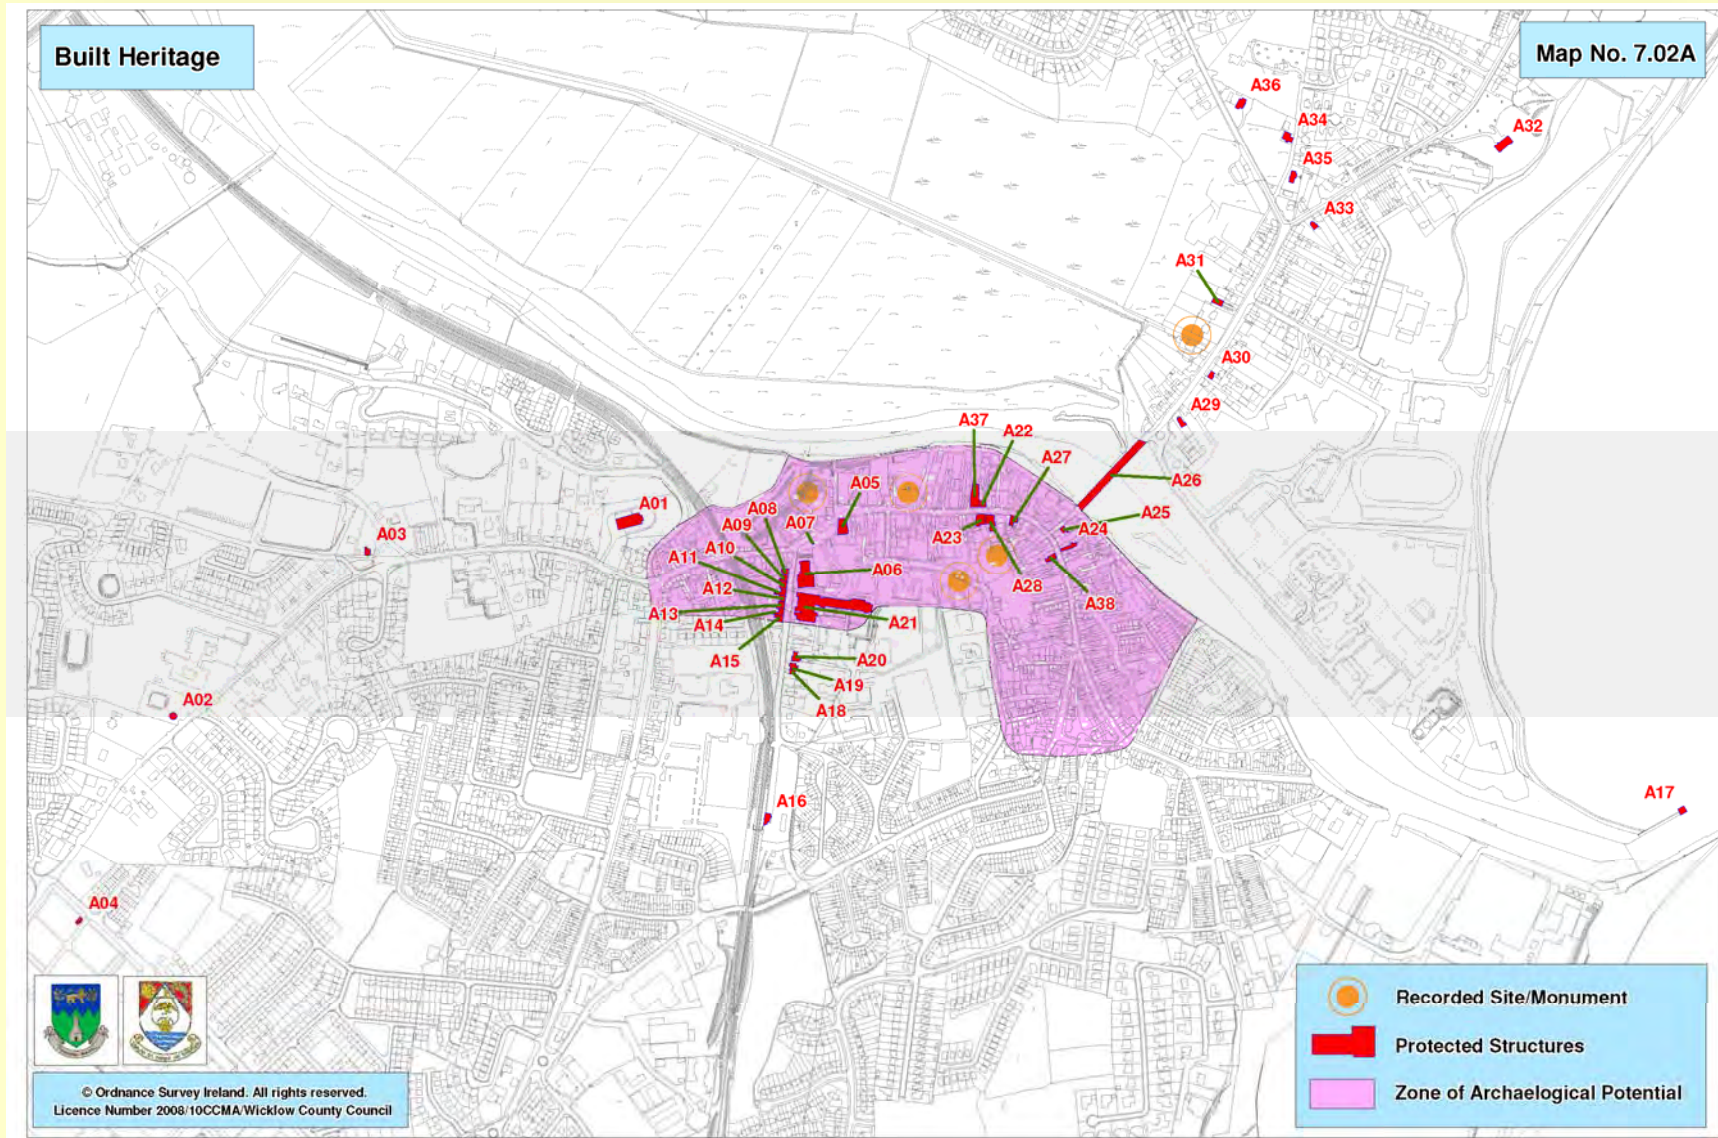 Built Heritage
Map No. 7.02A
A36
A34
A32
A35
A33
A31
A30
A29
A37
A22
A27
A26
A05
A01
A08
A25
A09
A07
A24
A03
A10
A23
A11
A06
A28
A12
A38
A13
A14
A21
A15
A20
A19
A02
A18
A16
A17
A04
Recorded Site/Monument
Protected Structures
Zone of Archaelogical Potential
© Ordnance Survey Ireland. All rights reserved.
Licence Number 2008/10CCMA/Wicklow County Council